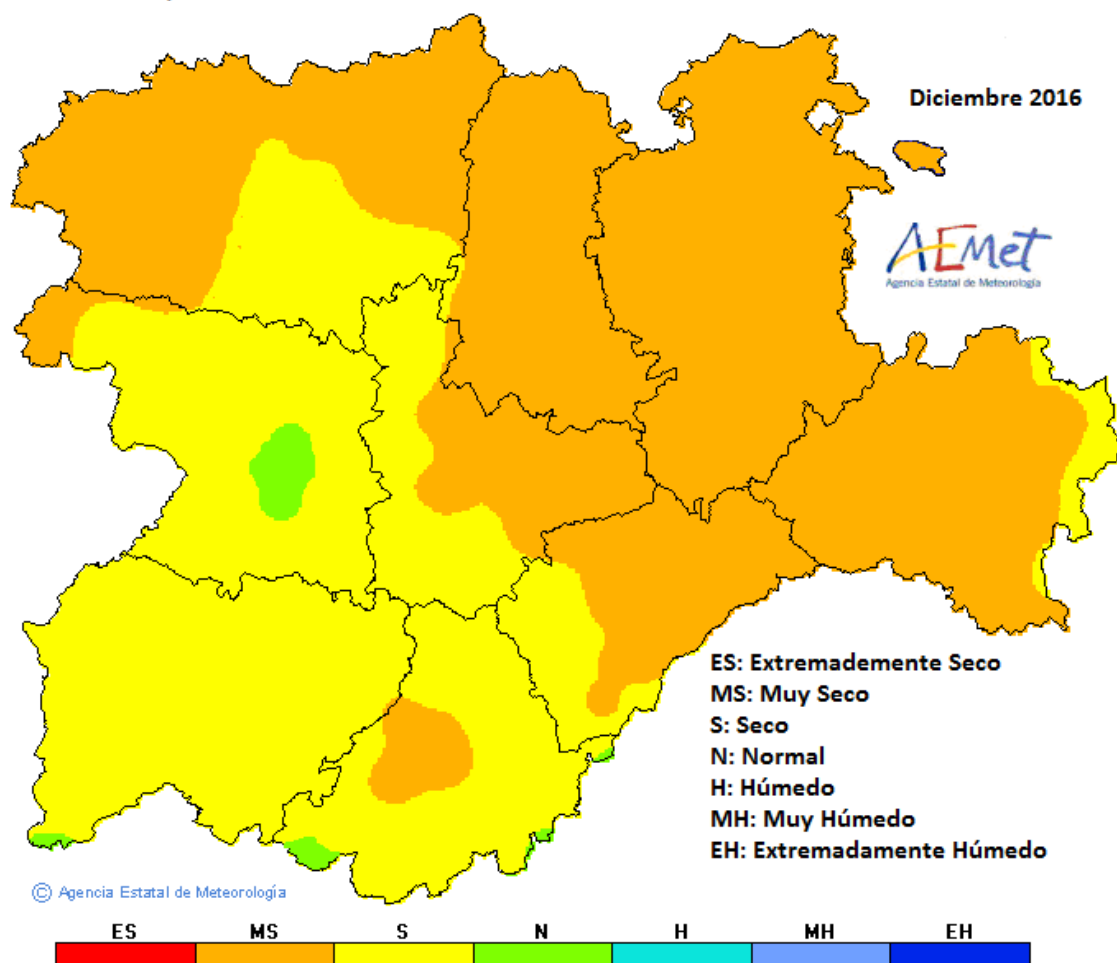 Diciembre 2016
AEMet
Agencia Estatal de Meteorología
ES: Extremademente Seco
MS: Muy Seco
S: Seco
N: Normal
H: Húmedo
MH: Muy Húmedo
EH: Extremadamente Húmedo
© Agencia Estatal de Meteorología
ES MS S N H MH EH